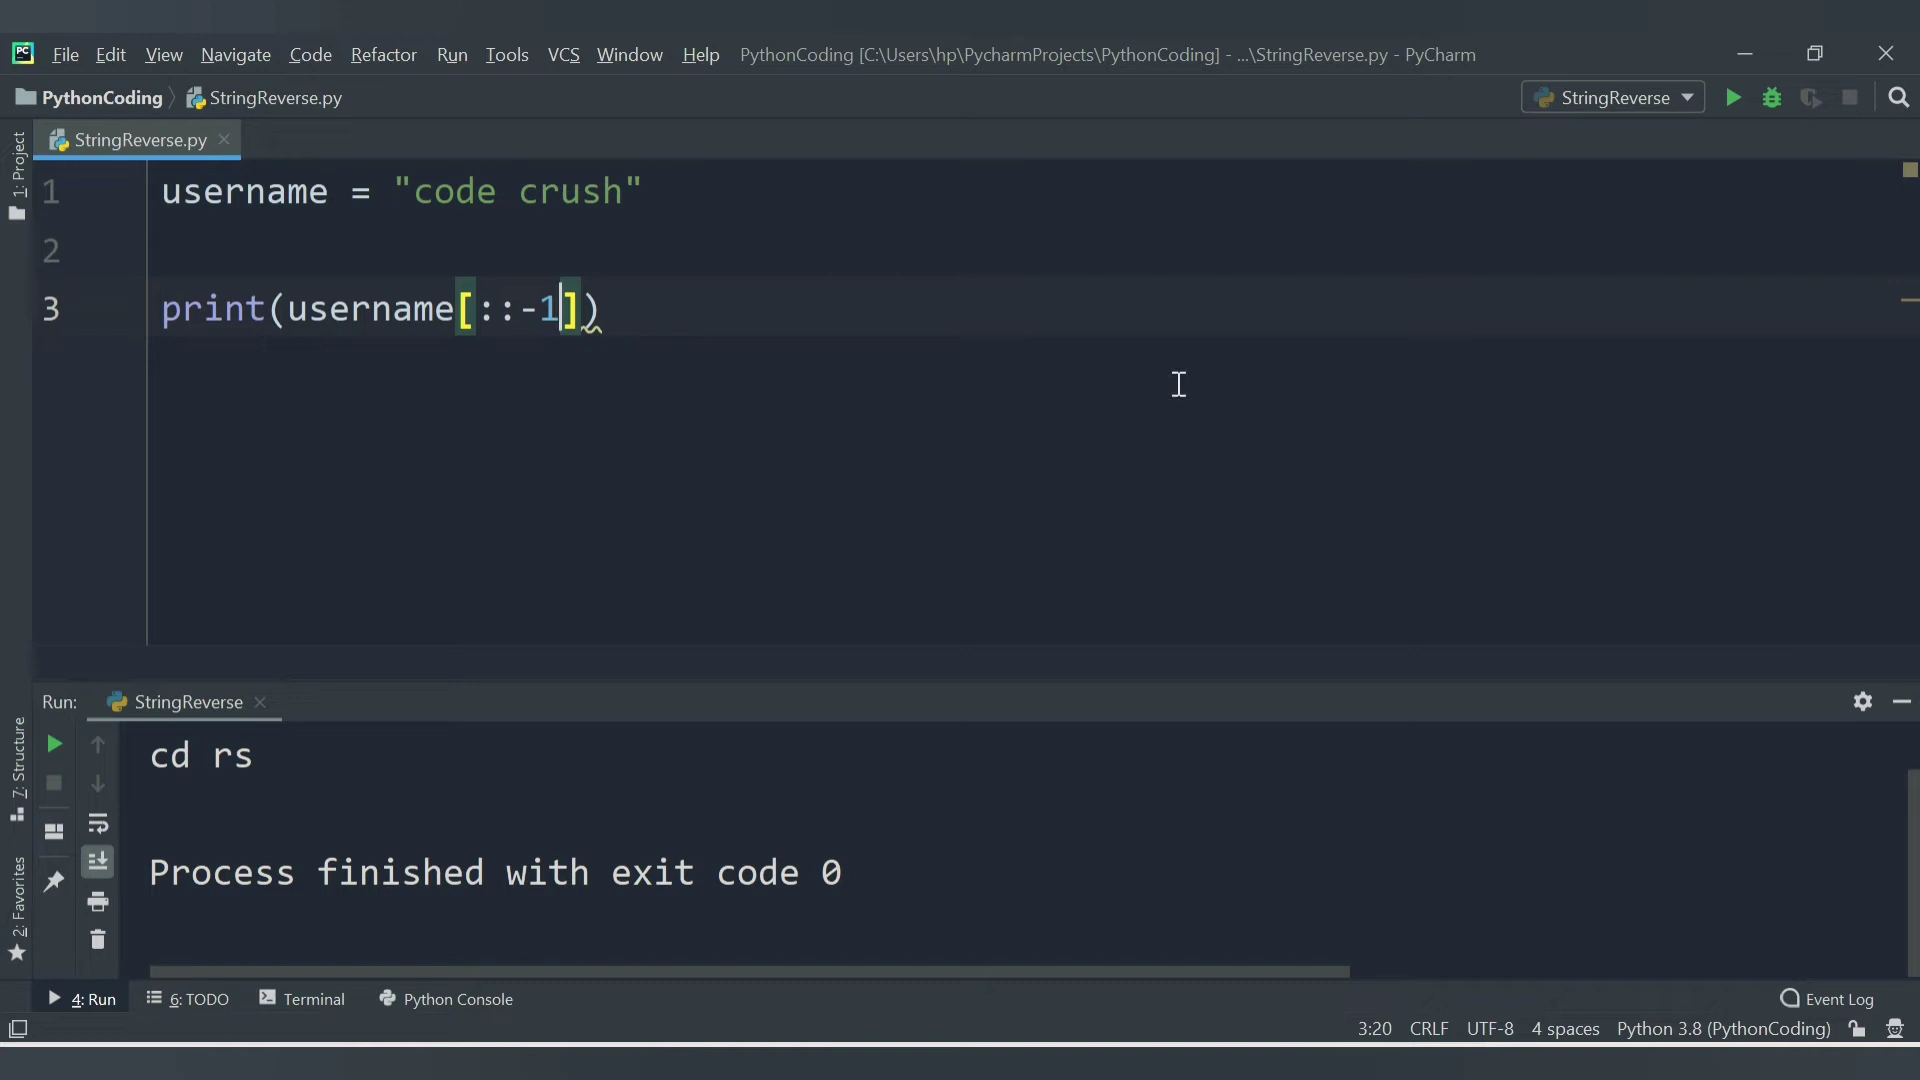 PC File Edit View Navigate Code Refactor Run Tools VCS Window Help PythonCoding [C:\Users\hp\PycharmProjects\PythonCoding] - ...\StringReverse.py - PyCharm
PythonCoding StringReverse.py StringReverse
1: Project
StringReverse.py
1 username = "code crush"
2
3 print(username[::-1])
Run: StringReverse
7: Structure
cd rs
2: Favorites
Process finished with exit code 0
4: Run 6: TODO Terminal Python Console Event Log
3:20 CRLF UTF-8 4 spaces Python 3.8 (PythonCoding)